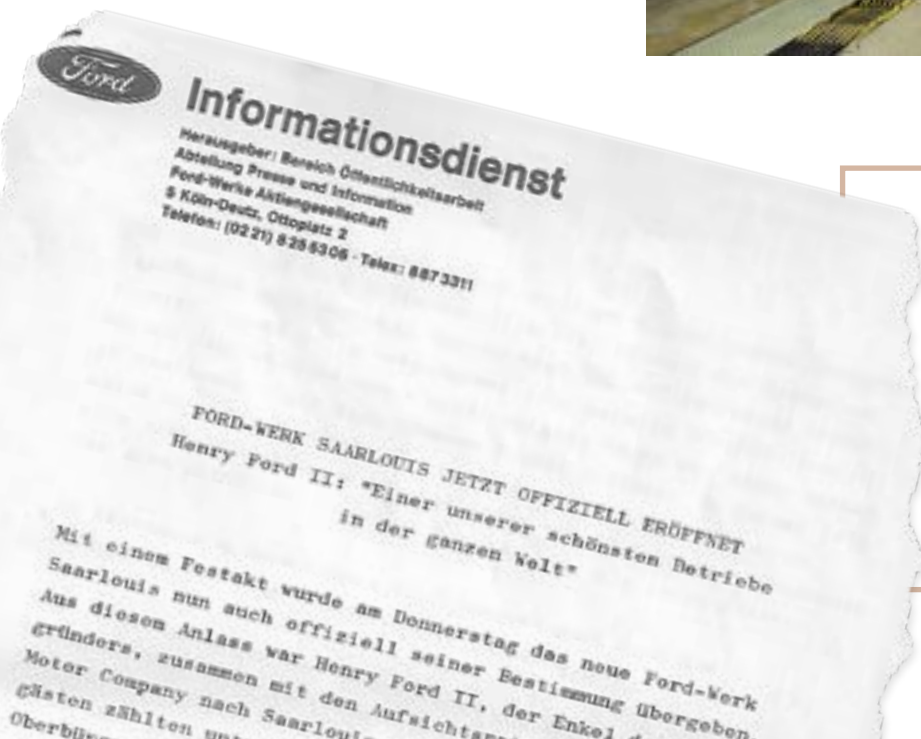 Ford
Informationsdienst
Herausgeber: Bereich Öffentlichkeitsarbeit
Abteilung Presse und Information
Ford-Werke Aktiengesellschaft
5 Köln-Deutz, Ottoplatz 2
Telefon: (02 21) 8 25 53 05 · Telex: 887 3311
FORD-WERK SAARLOUIS JETZT OFFIZIELL ERÖFFNET
Henry Ford II: "Einer unserer schönsten Betriebe
in der ganzen Welt"
Mit einem Festakt wurde am Donnerstag das neue Ford-Werk
Saarlouis nun auch offiziell seiner Bestimmung übergeben
Aus diesem Anlass war Henry Ford II, der Enkel
gründers, zusammen mit den
Motor Company nach Saarlouis
gästen zählten